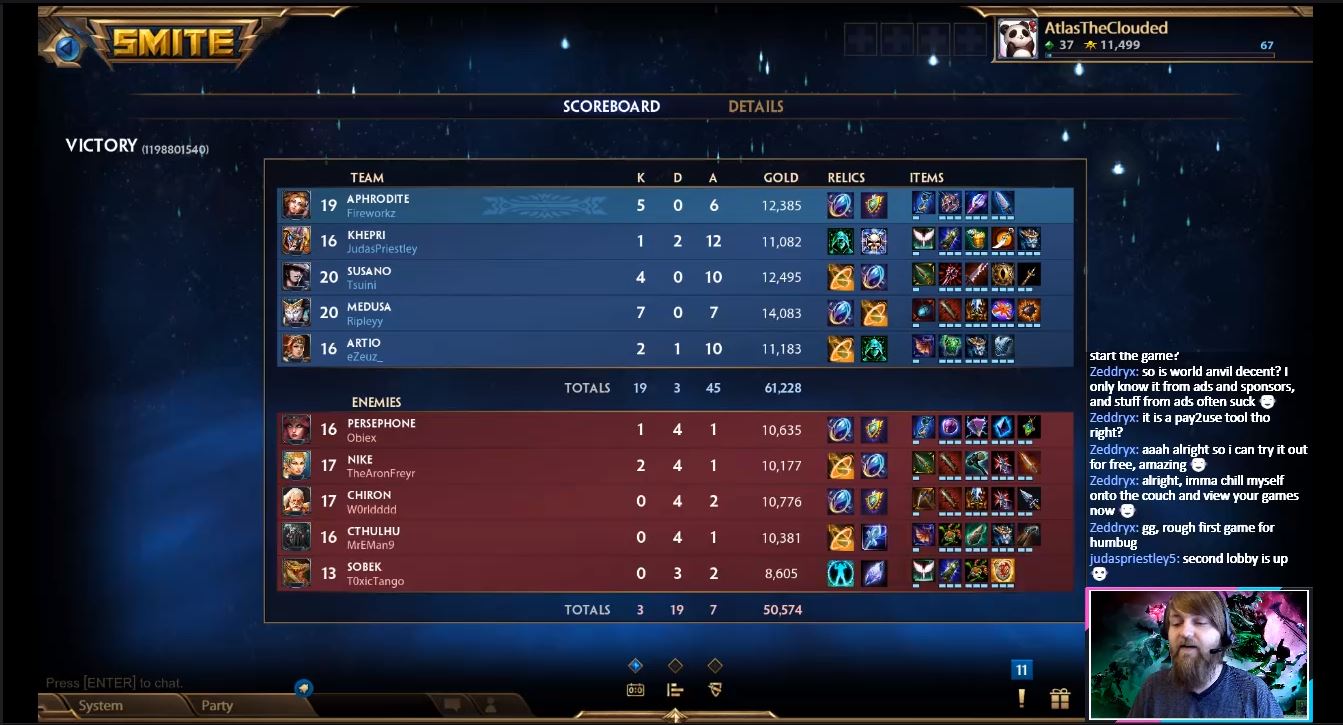 SMITE
AtlasTheClouded
37 11,499 67
SCOREBOARD DETAILS
VICTORY (1198801540)
TEAM K D A GOLD RELICS ITEMS
19 APHRODITE 5 0 6 12,385
Fireworkz
16 KHEPRI 1 2 12 11,082
JudasPriestley
20 SUSANO 4 0 10 12,495
Tsuini
20 MEDUSA 7 0 7 14,083
Ripleyy
16 ARTIO 2 1 10 11,183
eZeuz_
TOTALS 19 3 45 61,228
ENEMIES
16 PERSEPHONE 1 4 1 10,635
Obiex
17 NIKE 2 4 1 10,177
TheAronFreyr
17 CHIRON 0 4 2 10,776
W0rldddd
16 CTHULHU 0 4 1 10,381
MrEMan9
13 SOBEK 0 3 2 8,605
T0xicTango
TOTALS 3 19 7 50,574
start the game?
Zeddryx: so is world anvil decent? I
only know it from ads and sponsors,
and stuff from ads often suck
Zeddryx: it is a pay2use tool tho
right?
Zeddryx: aaah alright so i can try it out
for free, amazing
Zeddryx: alright, imma chill myself
onto the couch and view your games
now
Zeddryx: gg, rough first game for
humbug
judaspriestley5: second lobby is up
11
0:0
Press [ENTER] to chat.
System Party